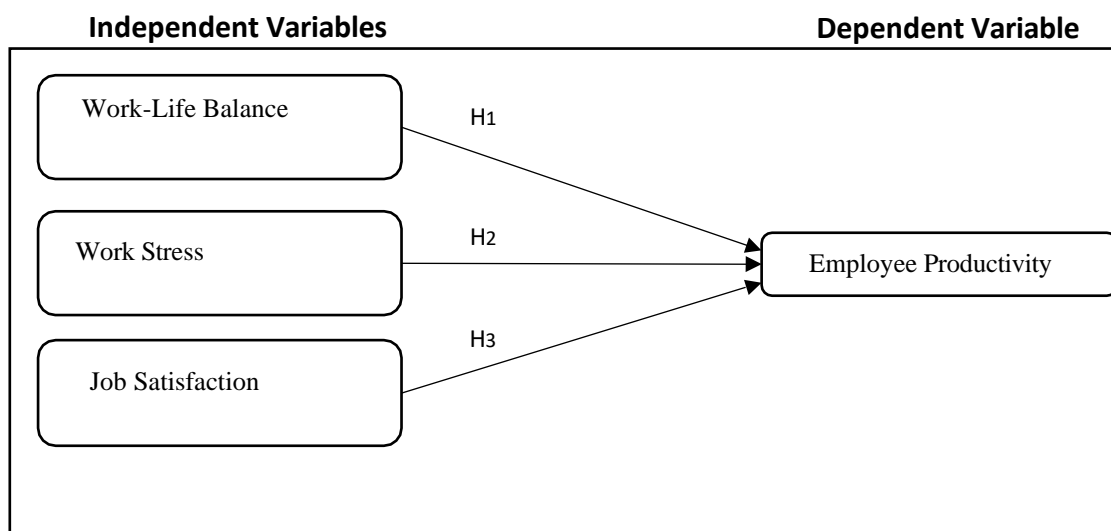 Independent Variables
Dependent Variable
Work-Life Balance
H1
Work Stress
H2
Employee Productivity
H3
Job Satisfaction